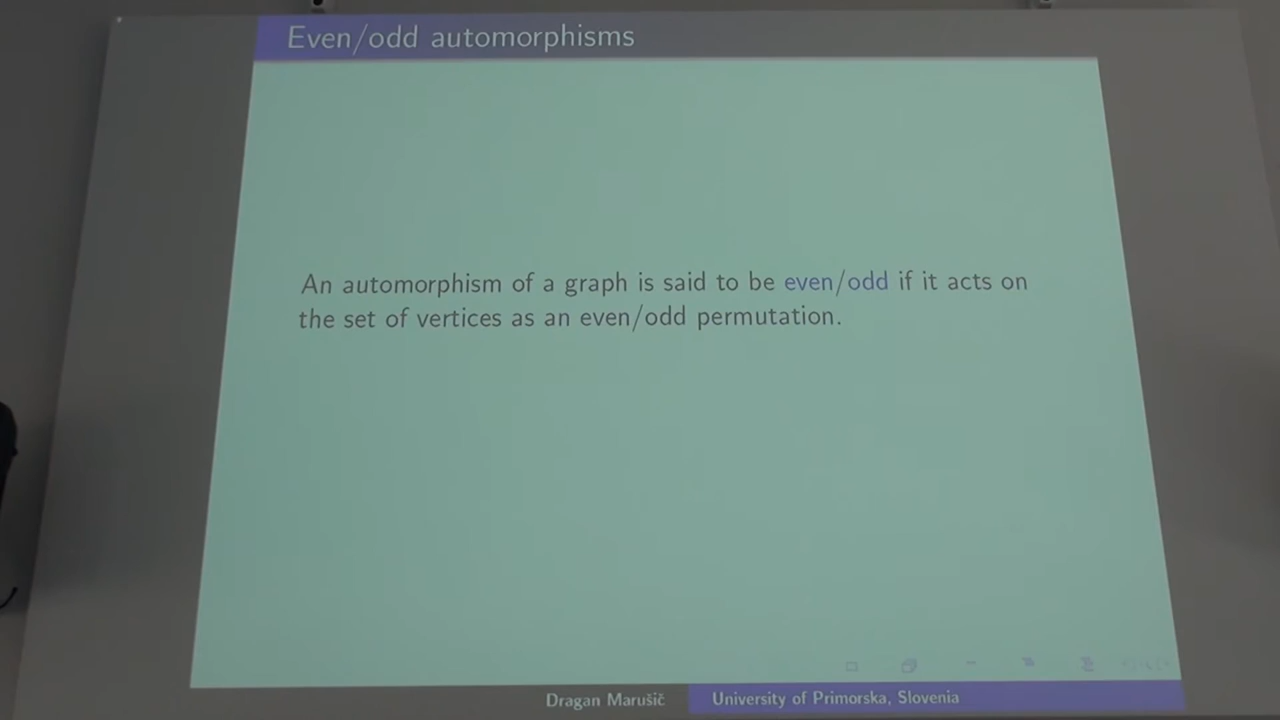 Even/odd automorphisms
An automorphism of a graph is said to be even/odd if it acts on
the set of vertices as an even/odd permutation.
Dragan Marušič
University of Primorska, Slovenia